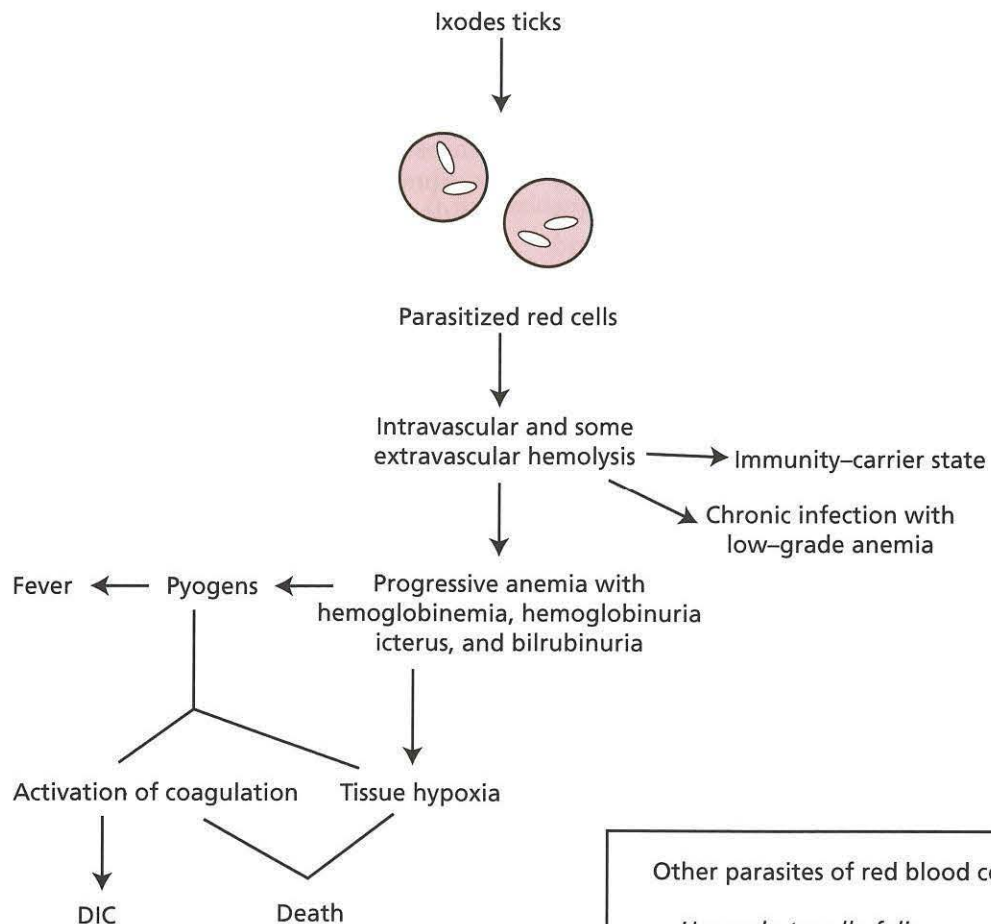 Ixodes ticks
Parasitized red cells
Intravascular and some
extravascular hemolysis
Immunity–carrier state
Chronic infection with
low–grade anemia
Fever
Pyogens
Progressive anemia with
hemoglobinemia, hemoglobinuria
icterus, and bilrubinuria
Activation of coagulation
Tissue hypoxia
DIC
Death
Other parasites of red blood